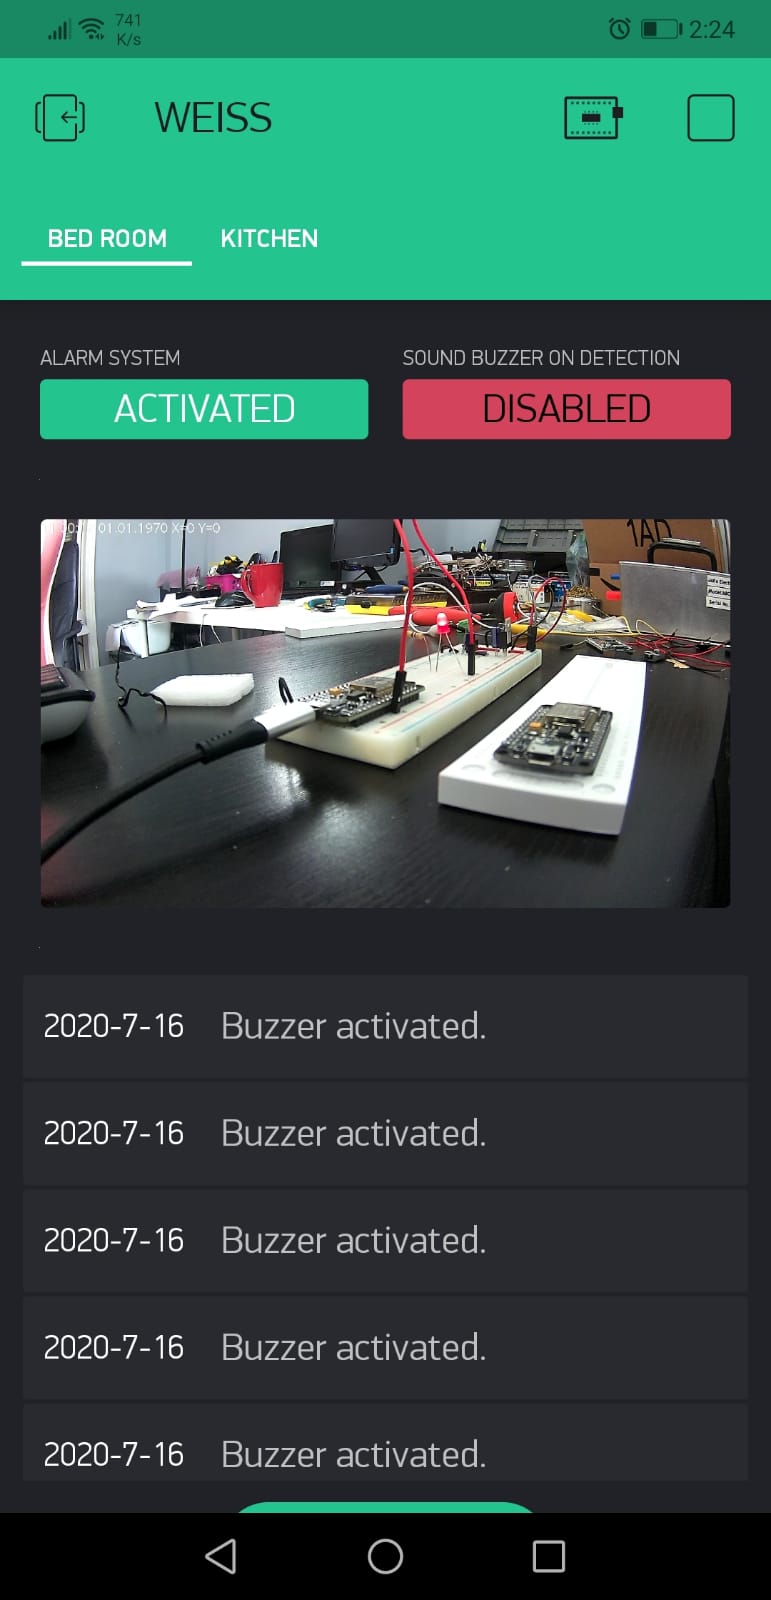 741
K/s
2:24
WEISS
BED ROOM KITCHEN
ALARM SYSTEM SOUND BUZZER ON DETECTION
ACTIVATED DISABLED
01.01.1970 X=0 Y=0
1AD
2020-7-16 Buzzer activated.
2020-7-16 Buzzer activated.
2020-7-16 Buzzer activated.
2020-7-16 Buzzer activated.
2020-7-16 Buzzer activated.